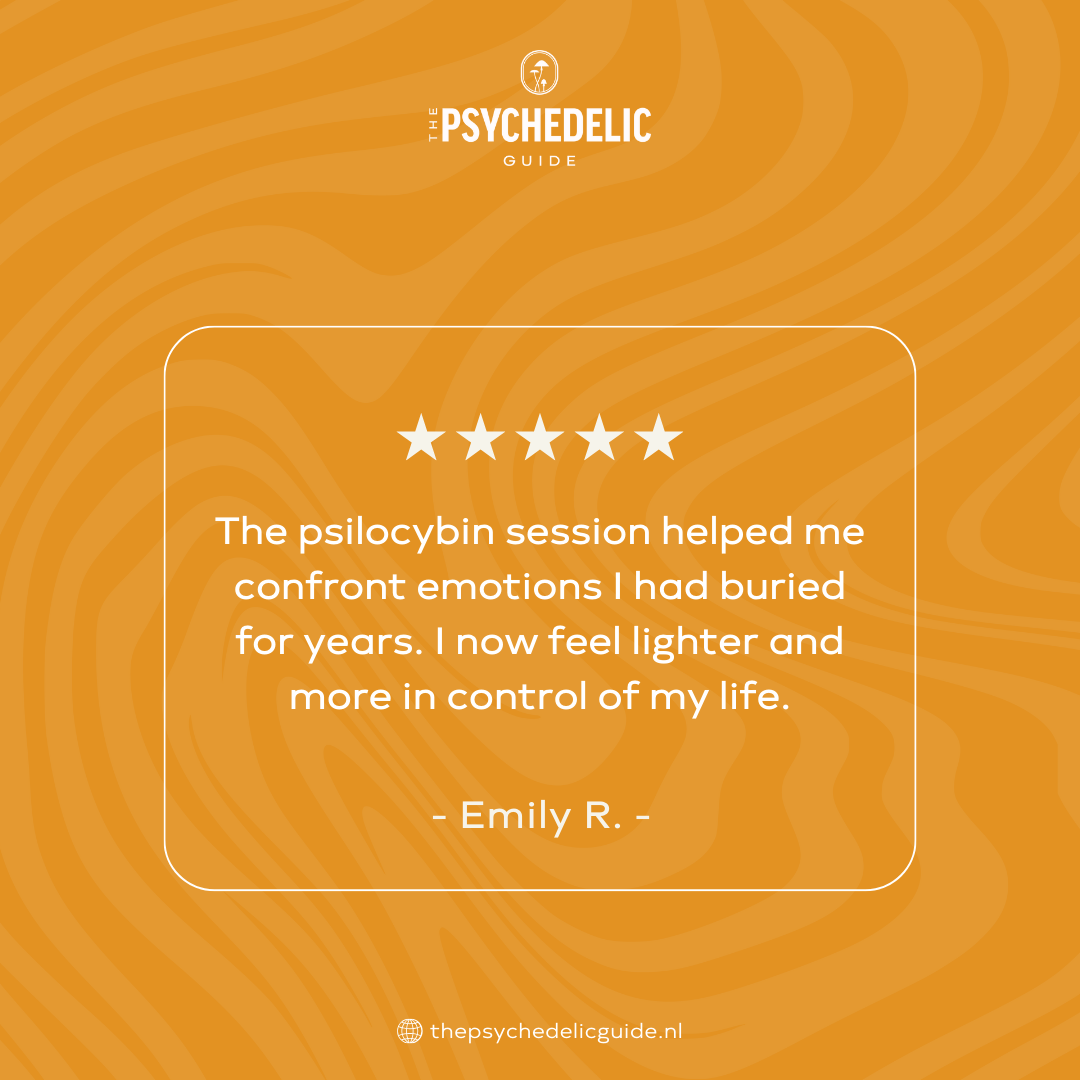 THE PSYCHEDELIC
GUIDE
The psilocybin session helped me
confront emotions I had buried
for years. I now feel lighter and
more in control of my life.
- Emily R. -
thepsychedelicguide.nl